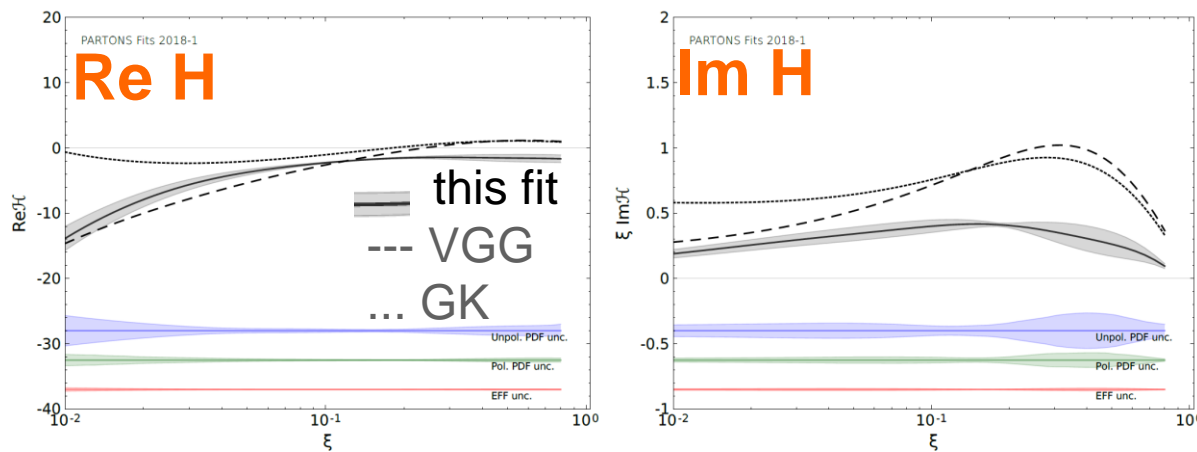 PARTONS Fits 2018-1
Re H
this fit
--- VGG
... GK
Unpol. PDF unc.
Pol. PDF unc.
EFF unc.
Reℋ
20
10
0
-10
-20
-30
-40
10⁻²
10⁻¹
10⁰
ξ
PARTONS Fits 2018-1
Im H
Unpol. PDF unc.
Pol. PDF unc.
EFF unc.
ξ Imℋ
2
1.5
1
0.5
0
-0.5
-1
10⁻²
10⁻¹
10⁰
ξ